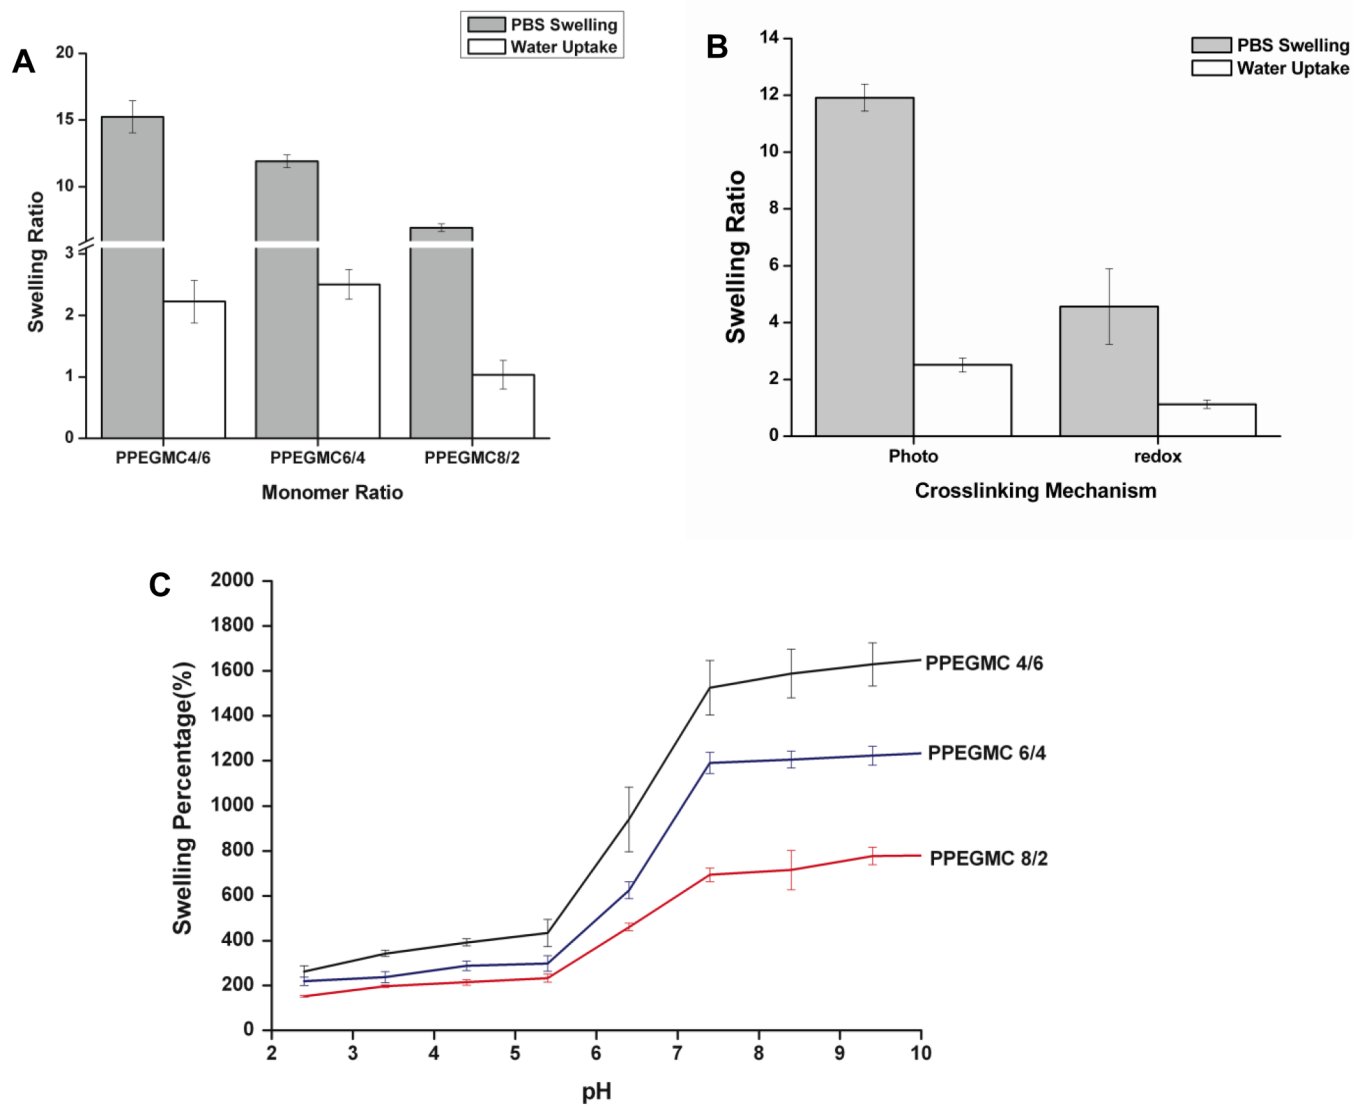 A
PBS Swelling
Water Uptake
20
15
10
3
2
1
0
Swelling Ratio
PPEGMC4/6 PPEGMC6/4 PPEGMC8/2
Monomer Ratio
B
PBS Swelling
Water Uptake
14
12
10
8
6
4
2
0
Swelling Ratio
Photo redox
Crosslinking Mechanism
C
2000
1800
1600
1400
1200
1000
800
600
400
200
0
Swelling Percentage(%)
PPEGMC 4/6
PPEGMC 6/4
PPEGMC 8/2
2 3 4 5 6 7 8 9 10
pH